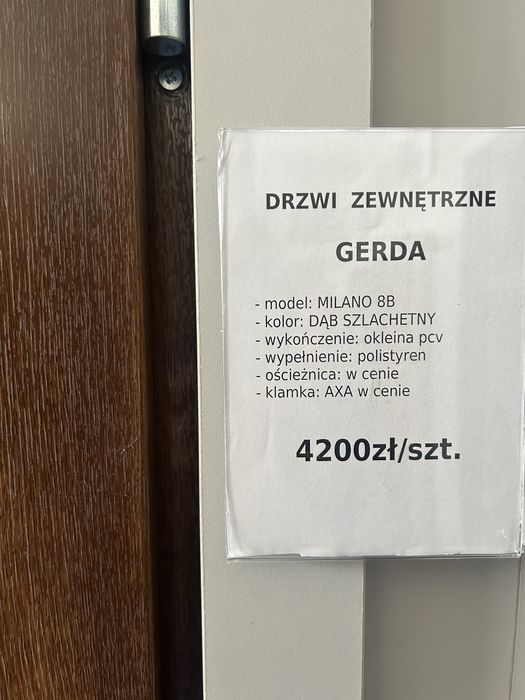 DRZWI ZEWNĘTRZNE
GERDA
- model: MILANO 8B
- kolor: DĄB SZLACHETNY
- wykończenie: okleina pcv
- wypełnienie: polistyren
- ościeżnica: w cenie
- klamka: AXA w cenie
4200zł/szt.